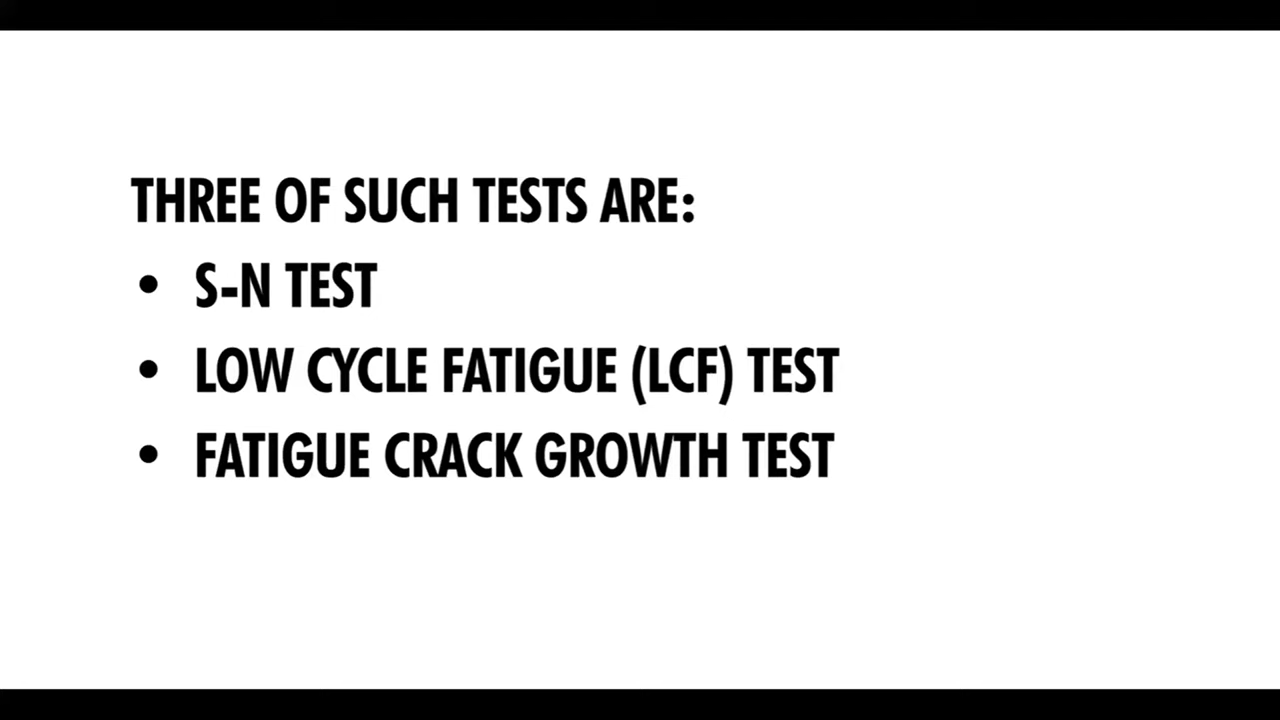 THREE OF SUCH TESTS ARE:
• S-N TEST
• LOW CYCLE FATIGUE (LCF) TEST
• FATIGUE CRACK GROWTH TEST